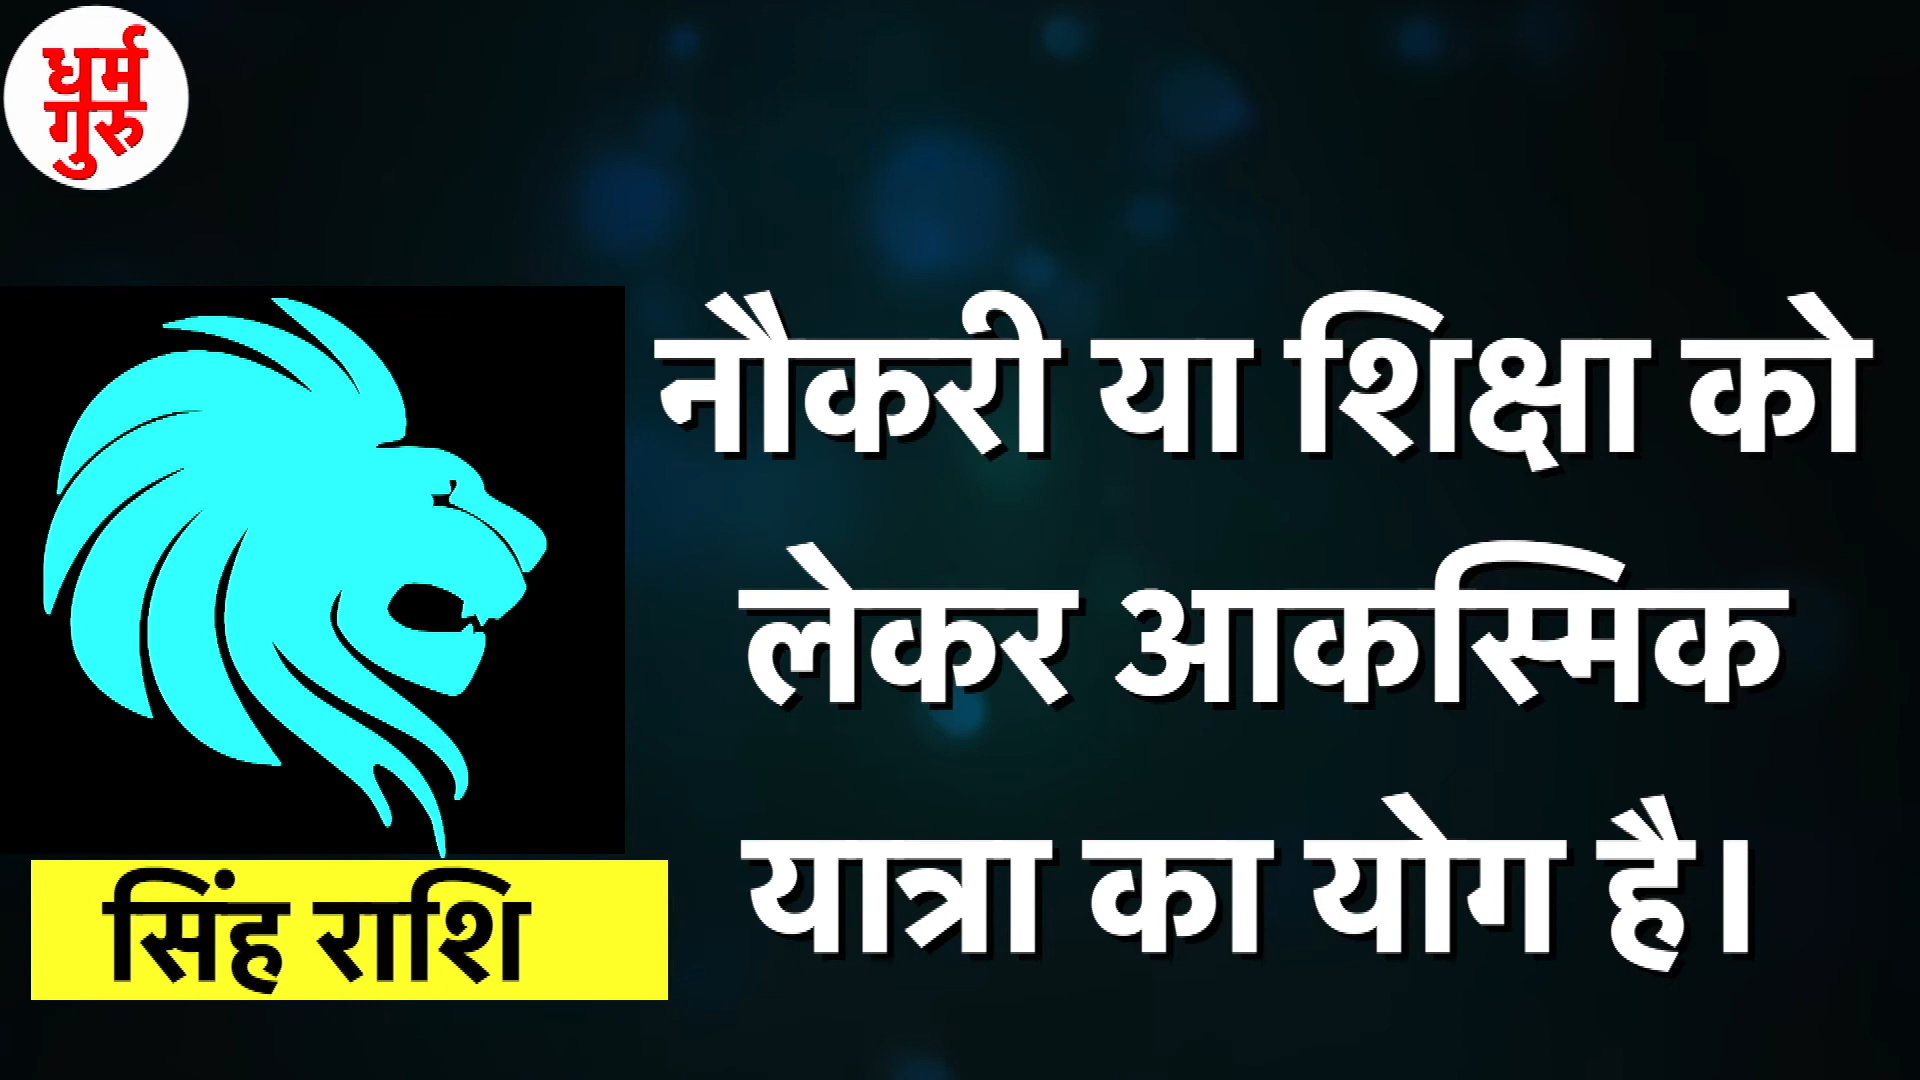 धर्म
गुरु
नौकरी या शिक्षा को
लेकर आकस्मिक
यात्रा का योग है।
सिंह राशि